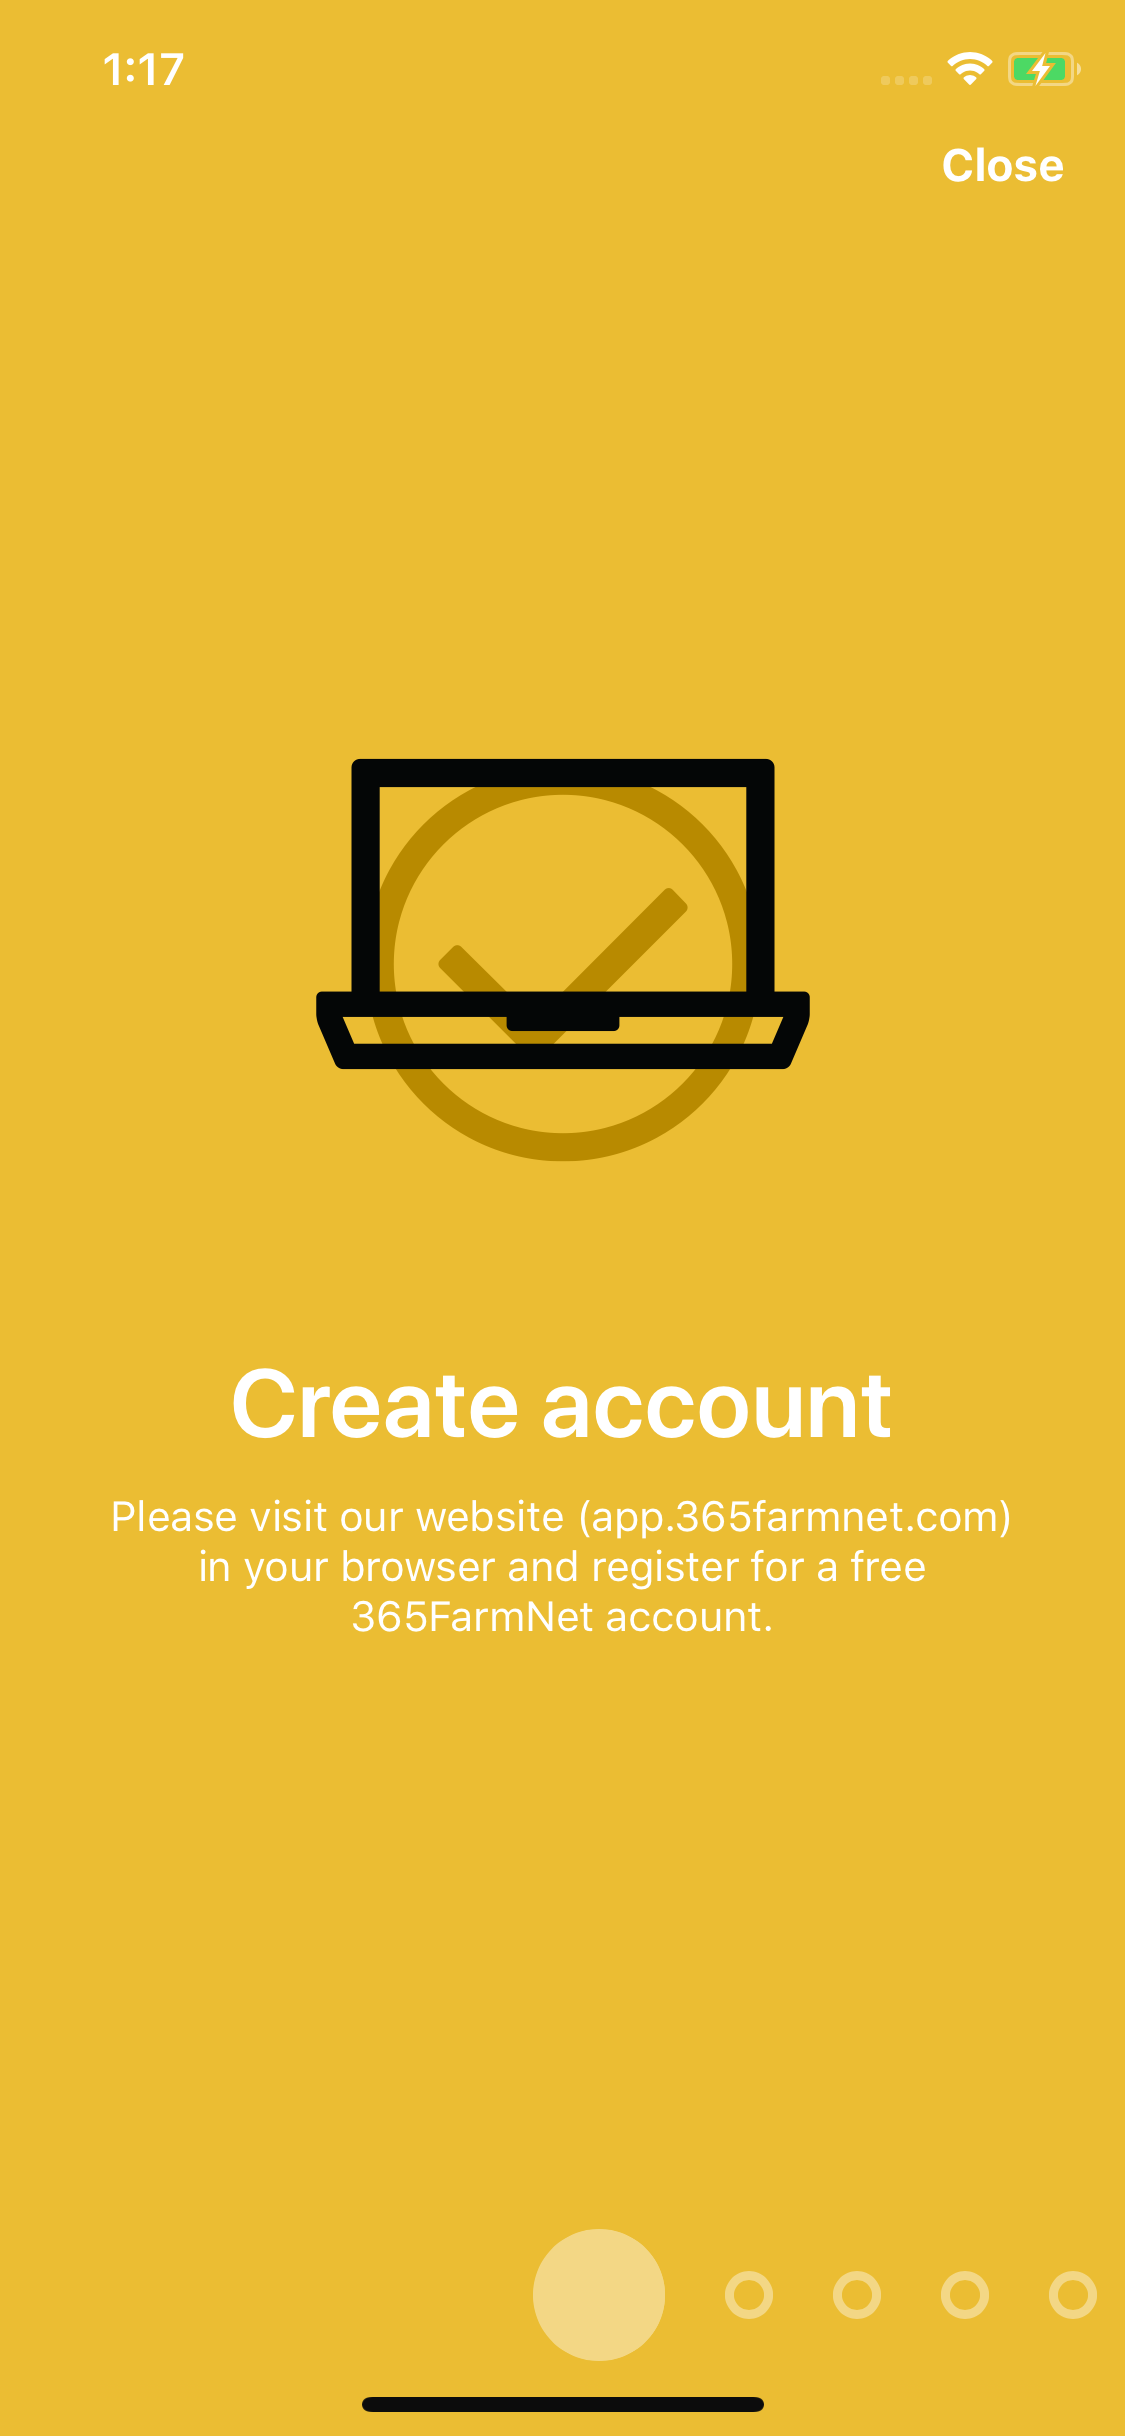 1:17
Close
Create account
Please visit our website (app.365farmnet.com)
in your browser and register for a free
365FarmNet account.